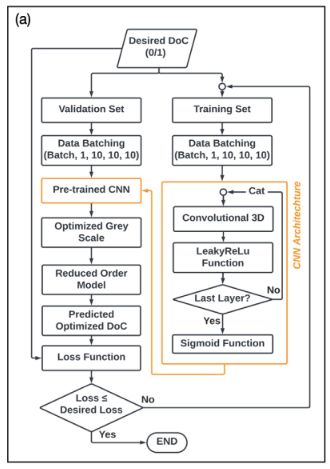 (a)
Desired DoC
(0/1)
Validation Set
Training Set
Data Batching
(Batch, 1, 10, 10, 10)
Data Batching
(Batch, 1, 10, 10, 10)
Pre-trained CNN
Cat
Optimized Grey
Scale
Convolutional 3D
Reduced Order
Model
LeakyReLu
Function
No
Last Layer?
Predicted
Optimized DoC
Yes
Sigmoid Function
CNN Architechture
Loss Function
Loss ≤
Desired Loss
No
Yes
END